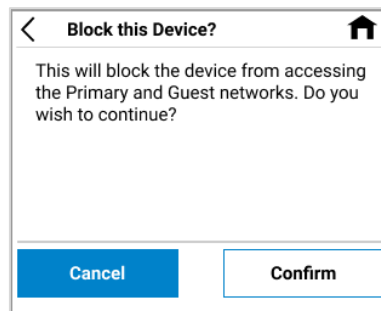 Block this Device?
This will block the device from accessing
the Primary and Guest networks. Do you
wish to continue?
Cancel
Confirm